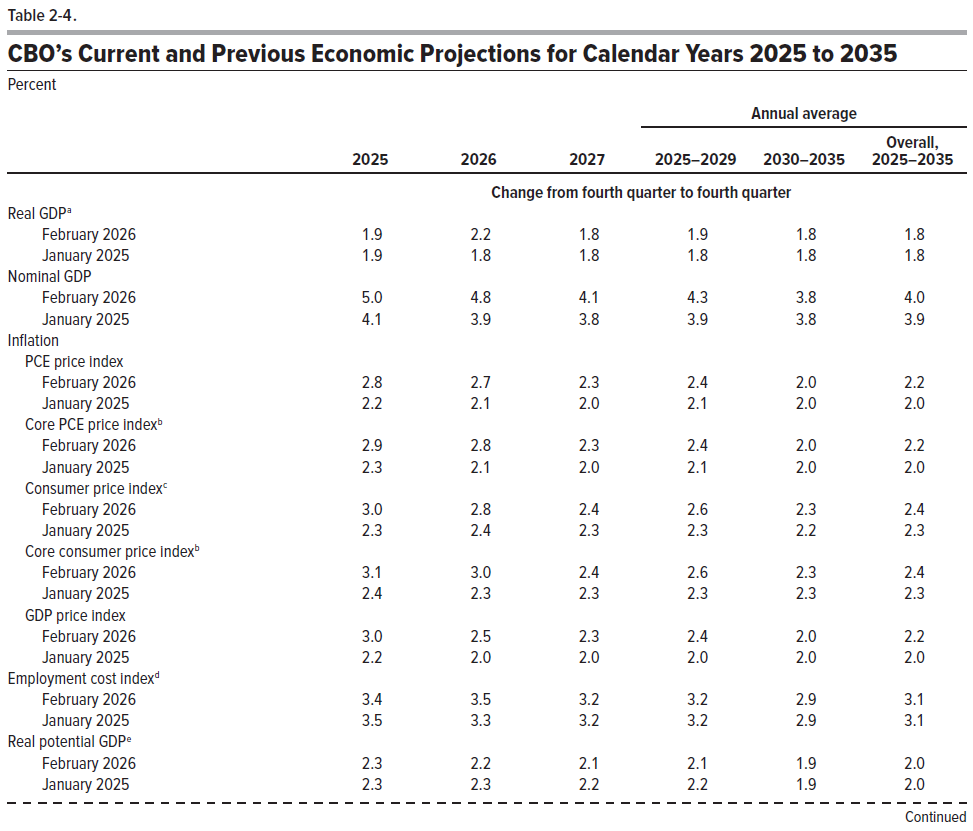 Table 2-4.
CBO’s Current and Previous Economic Projections for Calendar Years 2025 to 2035
Percent
Annual average
Overall,
2025 2026 2027 2025–2029 2030–2035 2025–2035
Change from fourth quarter to fourth quarter
Real GDPᵃ
February 2026 1.9 2.2 1.8 1.9 1.8 1.8
January 2025 1.9 1.8 1.8 1.8 1.8 1.8
Nominal GDP
February 2026 5.0 4.8 4.1 4.3 3.8 4.0
January 2025 4.1 3.9 3.8 3.9 3.8 3.9
Inflation
PCE price index
February 2026 2.8 2.7 2.3 2.4 2.0 2.2
January 2025 2.2 2.1 2.0 2.1 2.0 2.0
Core PCE price indexᵇ
February 2026 2.9 2.8 2.3 2.4 2.0 2.2
January 2025 2.3 2.1 2.0 2.1 2.0 2.0
Consumer price indexᶜ
February 2026 3.0 2.8 2.4 2.6 2.3 2.4
January 2025 2.3 2.4 2.3 2.3 2.2 2.3
Core consumer price indexᵇ
February 2026 3.1 3.0 2.4 2.6 2.3 2.4
January 2025 2.4 2.3 2.3 2.3 2.3 2.3
GDP price index
February 2026 3.0 2.5 2.3 2.4 2.0 2.2
January 2025 2.2 2.0 2.0 2.0 2.0 2.0
Employment cost indexᵈ
February 2026 3.4 3.5 3.2 3.2 2.9 3.1
January 2025 3.5 3.3 3.2 3.2 2.9 3.1
Real potential GDPᵉ
February 2026 2.3 2.2 2.1 2.1 1.9 2.0
January 2025 2.3 2.3 2.2 2.2 1.9 2.0
Continued